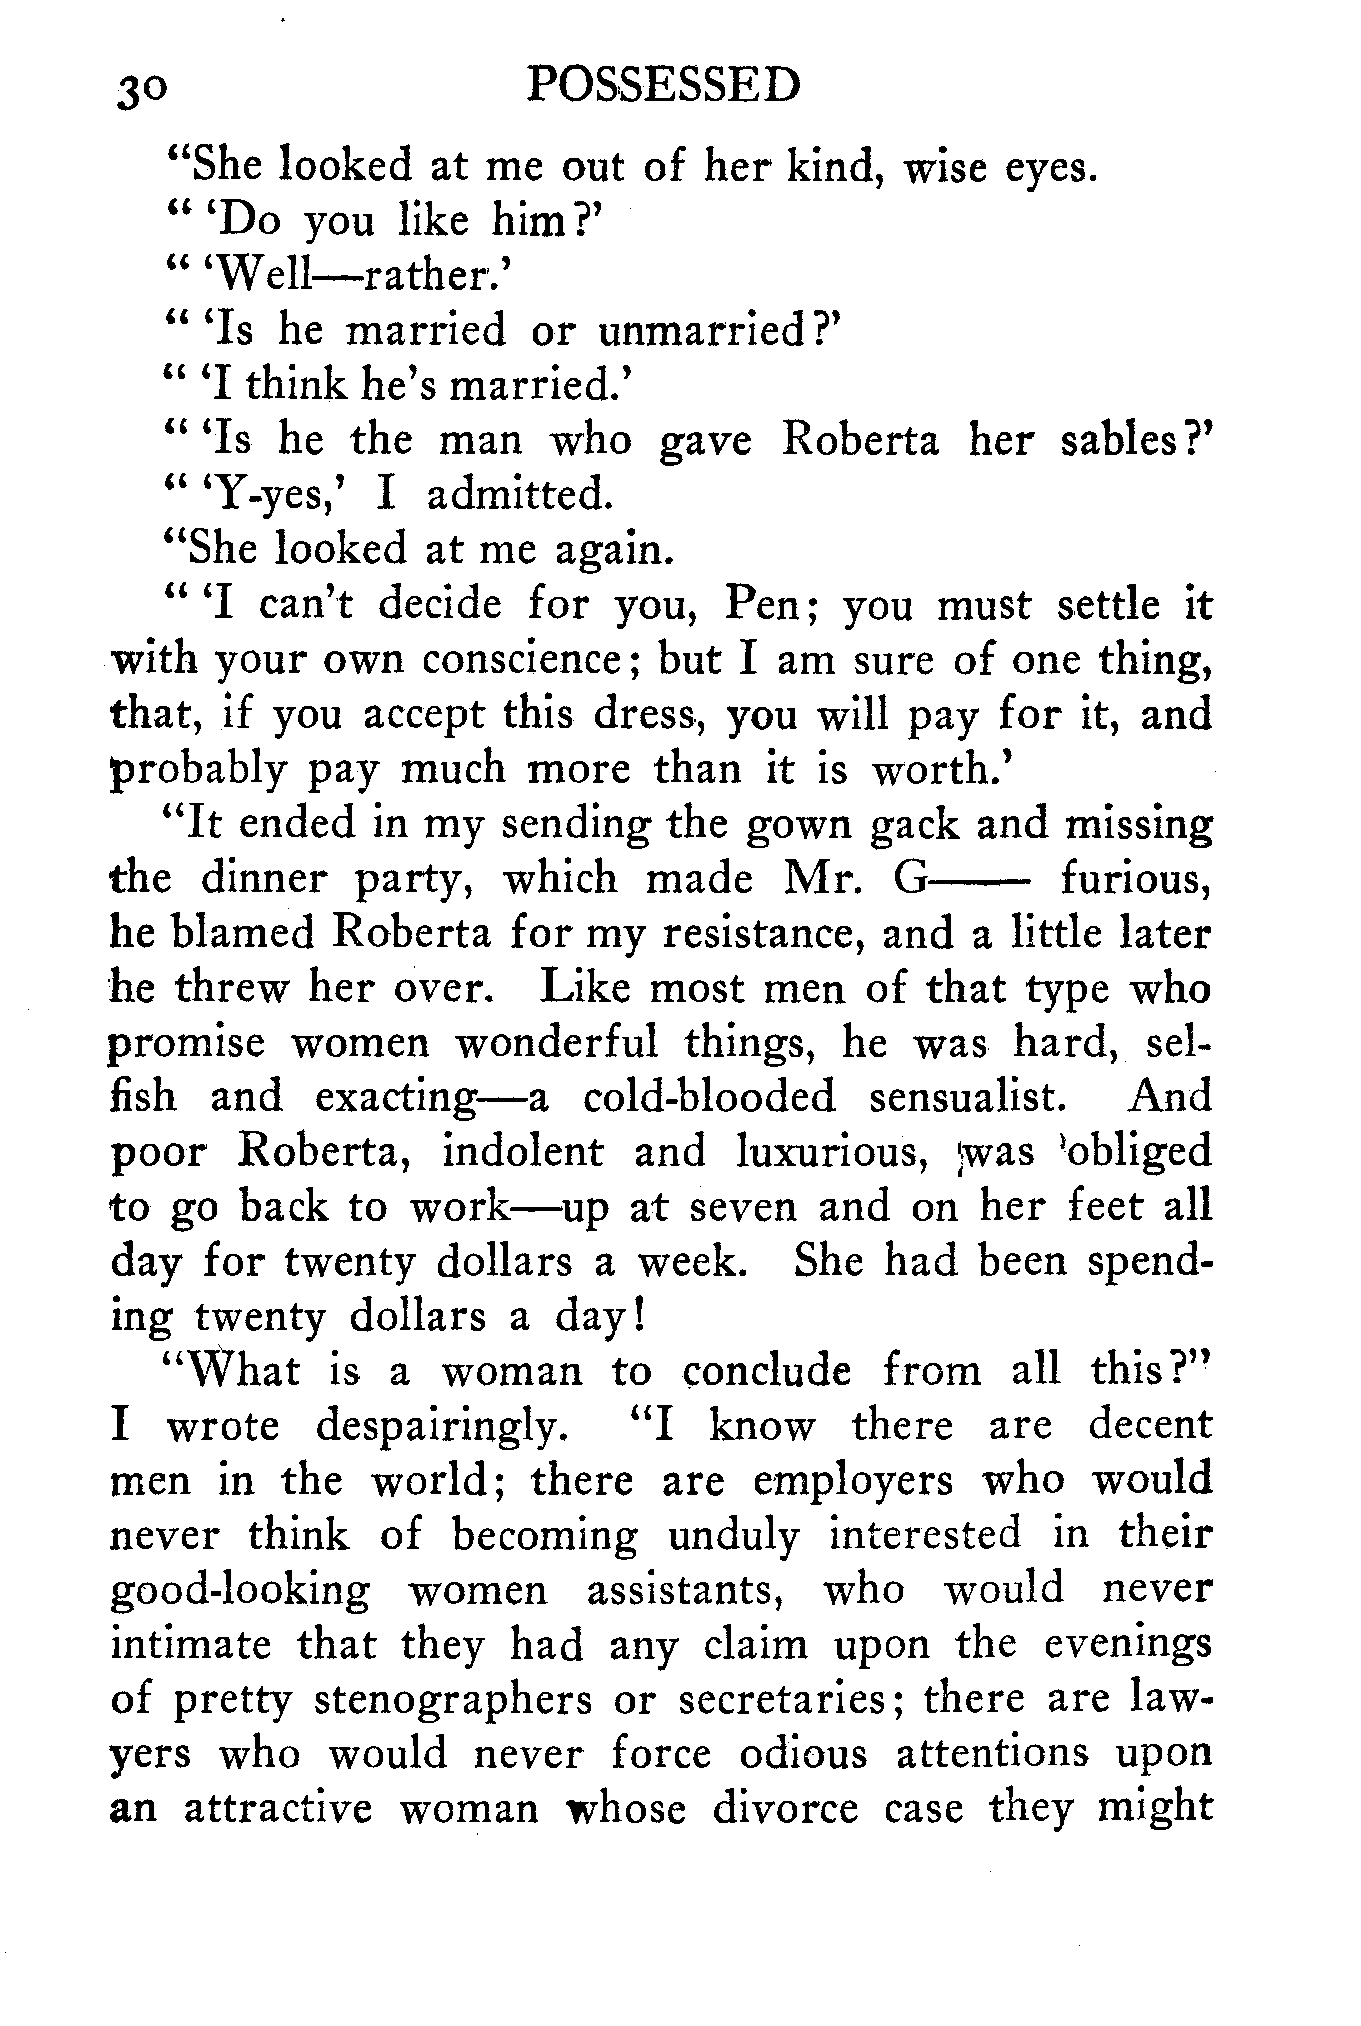 30 POSSESSED
"She looked at me out of her kind, wise eyes.
" 'Do you like him?'
" 'Well—rather.'
" 'Is he married or unmarried?'
" 'I think he's married.'
" 'Is he the man who gave Roberta her sables?'
" 'Y-yes,' I admitted.
"She looked at me again.
" 'I can't decide for you, Pen; you must settle it
with your own conscience; but I am sure of one thing,
that, if you accept this dress, you will pay for it, and
probably pay much more than it is worth.'
"It ended in my sending the gown gack and missing
the dinner party, which made Mr. G—— furious,
he blamed Roberta for my resistance, and a little later
he threw her over. Like most men of that type who
promise women wonderful things, he was hard, sel-
fish and exacting—a cold-blooded sensualist. And
poor Roberta, indolent and luxurious, was obliged
to go back to work—up at seven and on her feet all
day for twenty dollars a week. She had been spend-
ing twenty dollars a day!
"What is a woman to conclude from all this?"
I wrote despairingly. "I know there are decent
men in the world; there are employers who would
never think of becoming unduly interested in their
good-looking women assistants, who would never
intimate that they had any claim upon the evenings
of pretty stenographers or secretaries; there are law-
yers who would never force odious attentions upon
an attractive woman whose divorce case they might